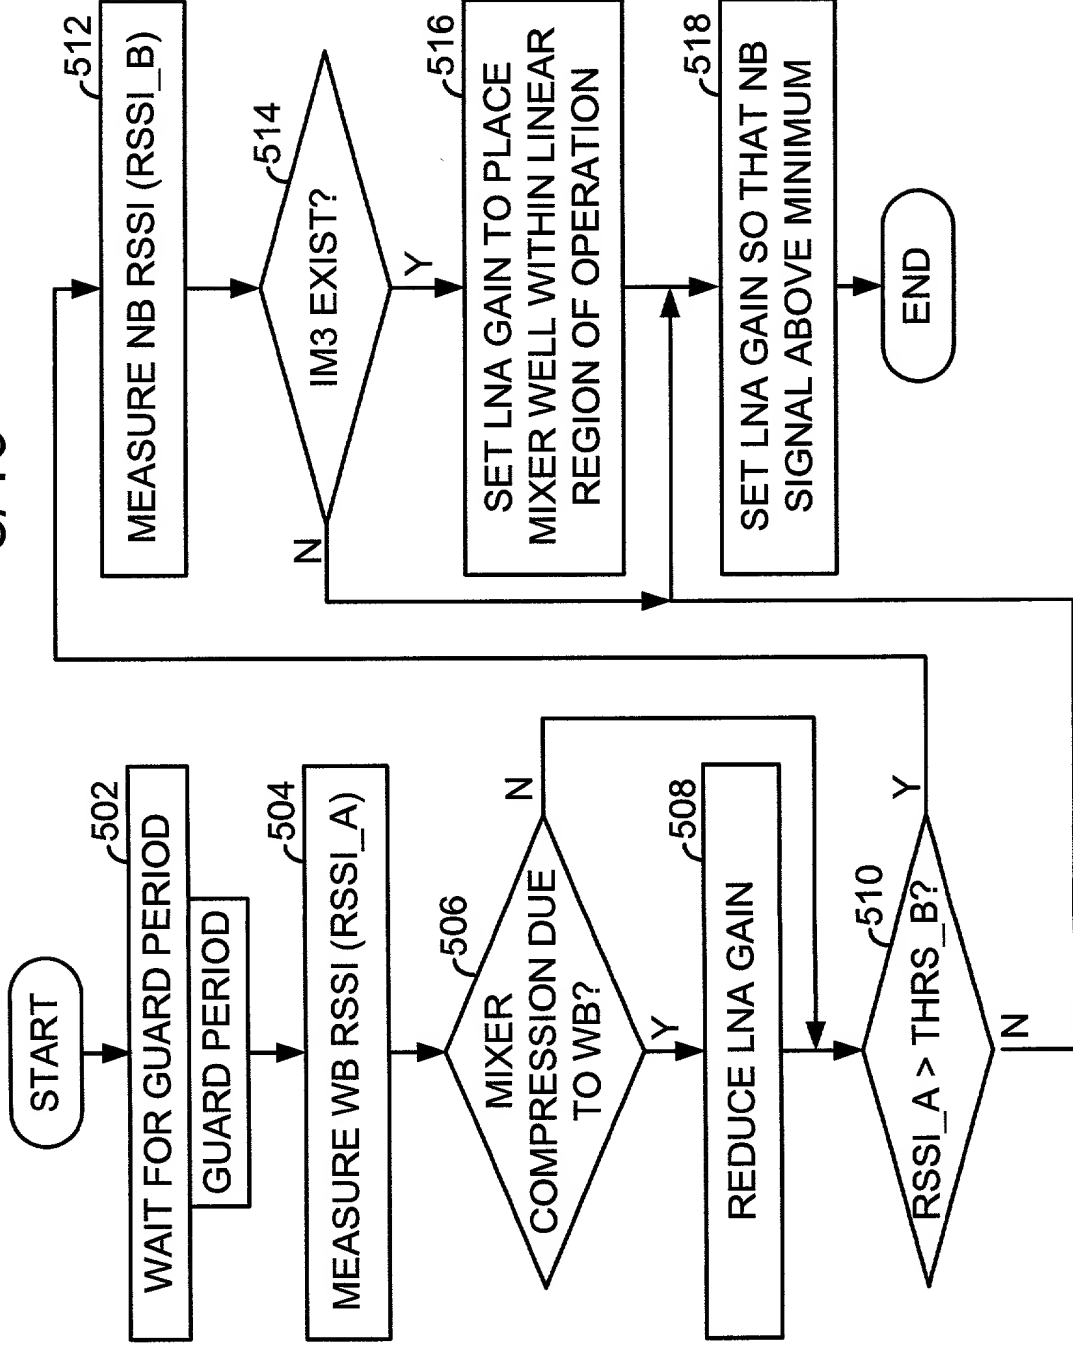 START
502
WAIT FOR GUARD PERIOD
GUARD PERIOD
504
MEASURE WB RSSI (RSSI_A)
506
MIXER
COMPRESSION DUE
TO WB?
N
Y
508
REDUCE LNA GAIN
510
RSSI_A > THRS_B?
Y
N
512
MEASURE NB RSSI (RSSI_B)
514
IM3 EXIST?
N
Y
516
SET LNA GAIN TO PLACE
MIXER WELL WITHIN LINEAR
REGION OF OPERATION
518
SET LNA GAIN SO THAT NB
SIGNAL ABOVE MINIMUM
END